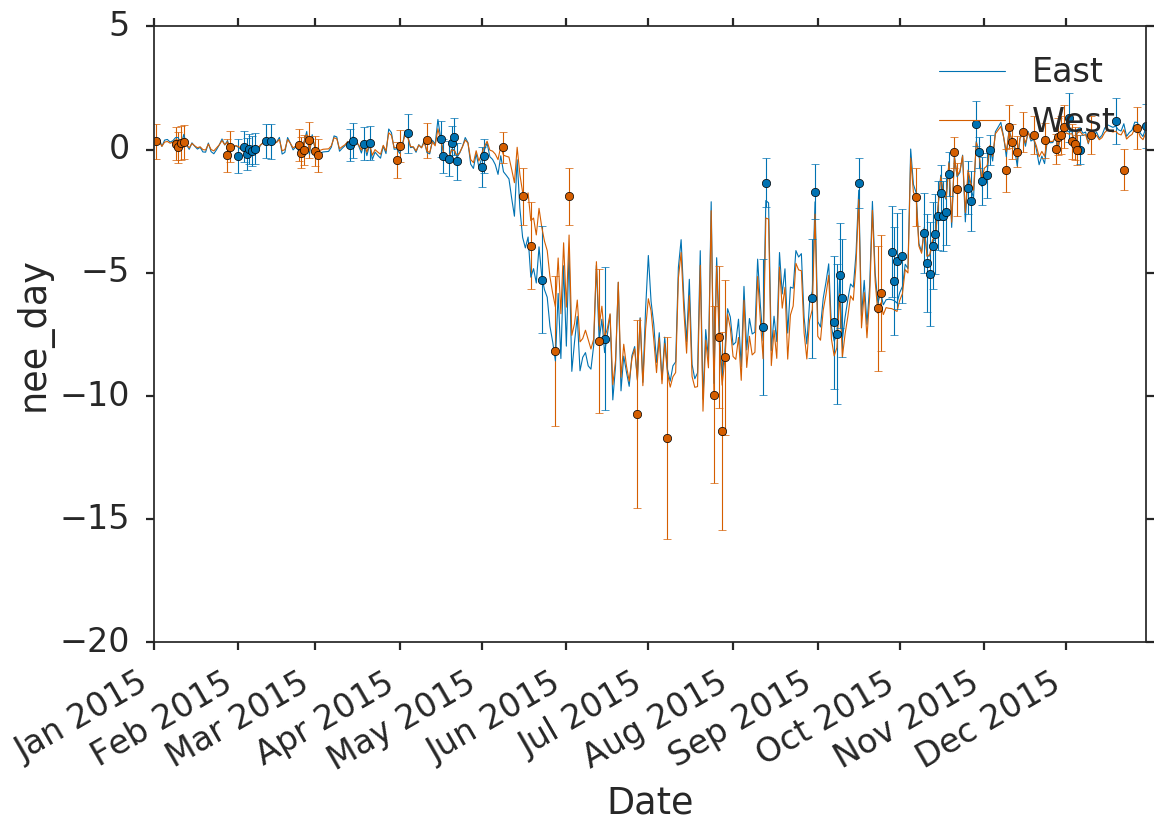 5
0
−5
−10
−15
−20
nee_day
East
West
Jan 2015
Feb 2015
Mar 2015
Apr 2015
May 2015
Jun 2015
Jul 2015
Aug 2015
Sep 2015
Oct 2015
Nov 2015
Dec 2015
Date